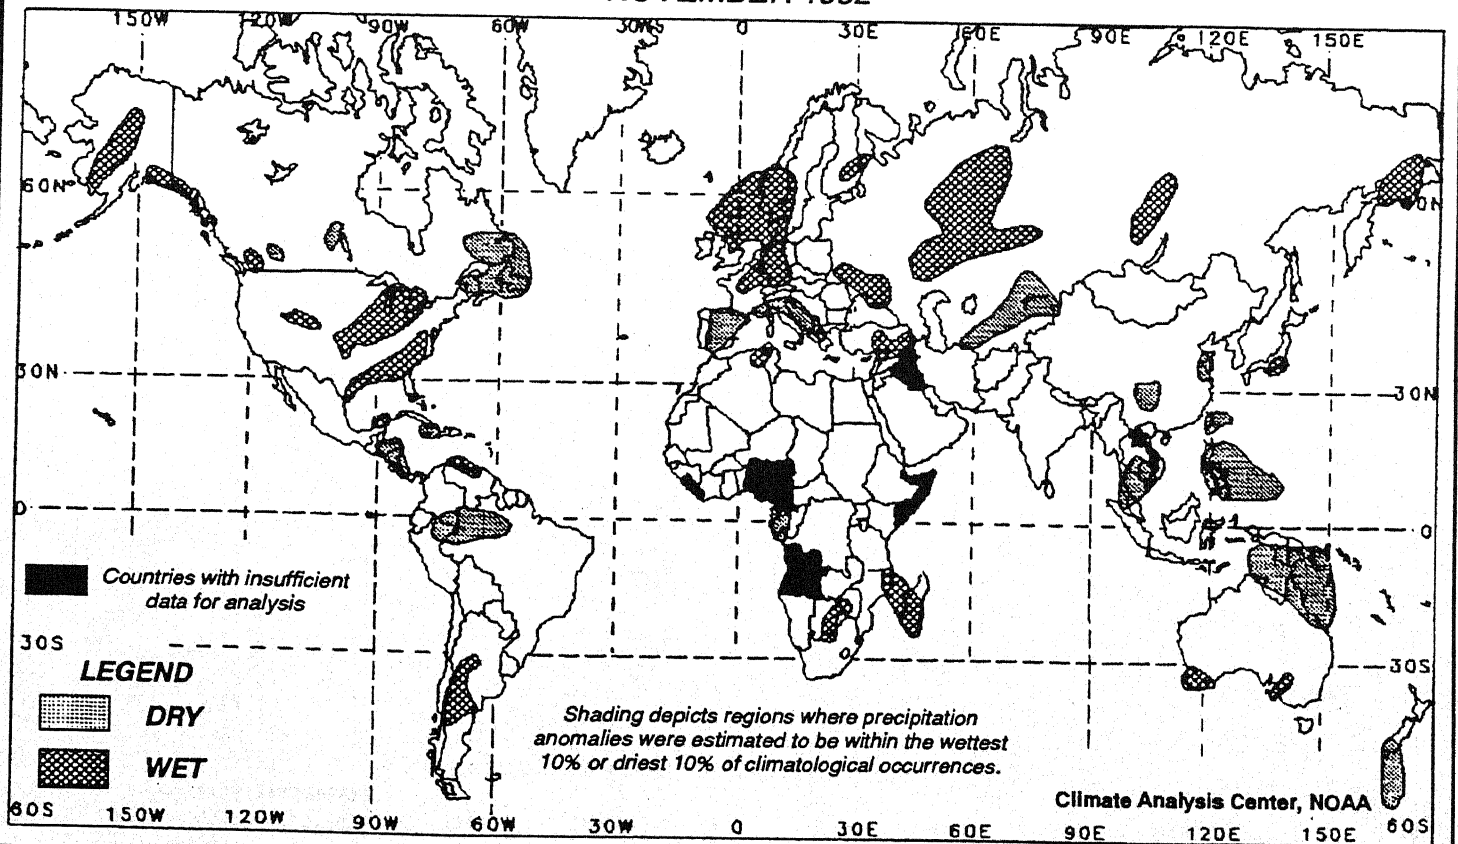 NOVEMBER 1992
150W 120W 90W 60W 30W 0 30E 60E 90E 120E 150E
60N
30N 30N
0 0
Countries with insufficient
data for analysis
30S 30S
LEGEND
DRY
WET
Shading depicts regions where precipitation
anomalies were estimated to be within the wettest
10% or driest 10% of climatological occurrences.
Climate Analysis Center, NOAA
60S 60S
150W 120W 90W 60W 30W 0 30E 60E 90E 120E 150E